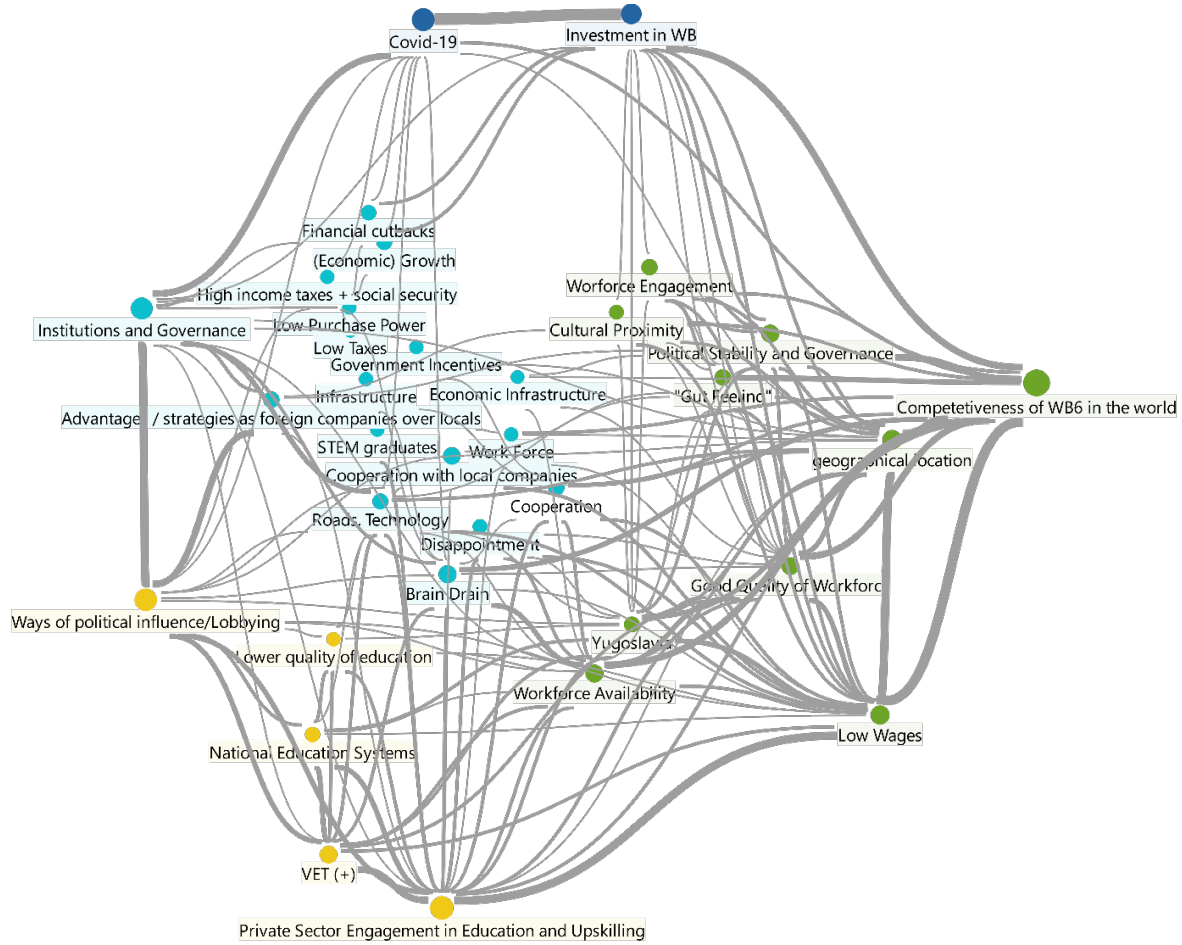 Covid-19
Investment in WB
Financial cutbacks
(Economic) Growth
High income taxes + social security
Institutions and Governance
Low Purchase Power
Low Taxes
Government Incentives
Infrastructure
Economic Infrastructure
Advantages / strategies as foreign companies over locals
STEM graduates
Work Force
Cooperation with local companies
Cooperation
Roads, Technology
Disappointment
Brain Drain
Worforce Engagement
Cultural Proximity
Political Stability and Governance
"Gut Feeling"
Competetiveness of WB6 in the world
geographical location
Good Quality of Workforc
Ways of political influence/Lobbying
Lower quality of education
Yugoslavia
Workforce Availability
National Education Systems
Low Wages
VET (+)
Private Sector Engagement in Education and Upskilling